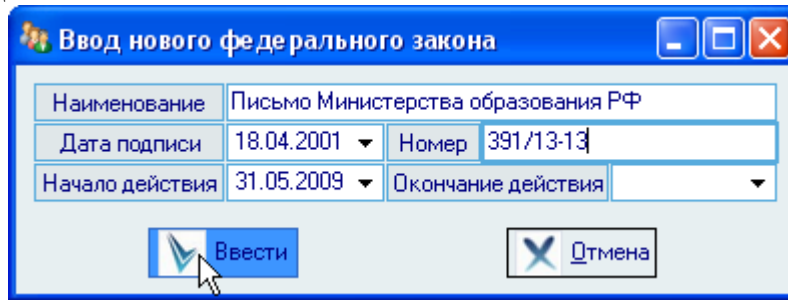 Ввод нового федерального закона
Наименование Письмо Министерства образования РФ
Дата подписи 18.04.2001 Номер 391/13-13
Начало действия 31.05.2009 Окончание действия
Ввести Отмена